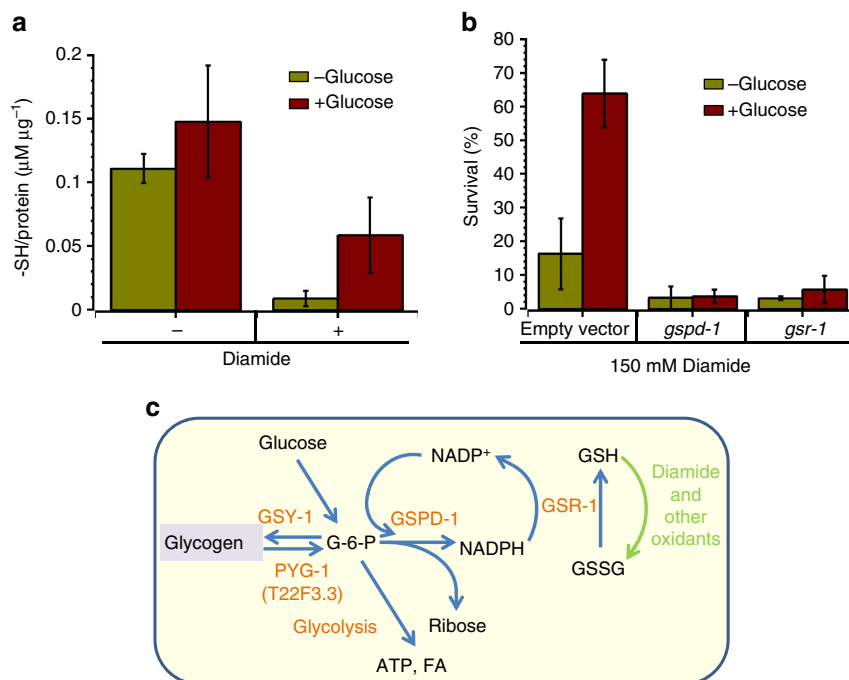 a
0.2
0.15
0.1
0.05
0
-SH/protein (μM μg⁻¹)
–Glucose
+Glucose
–
+
Diamide
b
80
70
60
50
40
30
20
10
0
Survival (%)
–Glucose
+Glucose
Empty vector
gspd-1
gsr-1
150 mM Diamide
c
Glucose
NADP⁺
GSH
Diamide
and
other
oxidants
GSY-1
GSPD-1
GSR-1
Glycogen
G-6-P
NADPH
GSSG
PYG-1
(T22F3.3)
Glycolysis
Ribose
ATP, FA